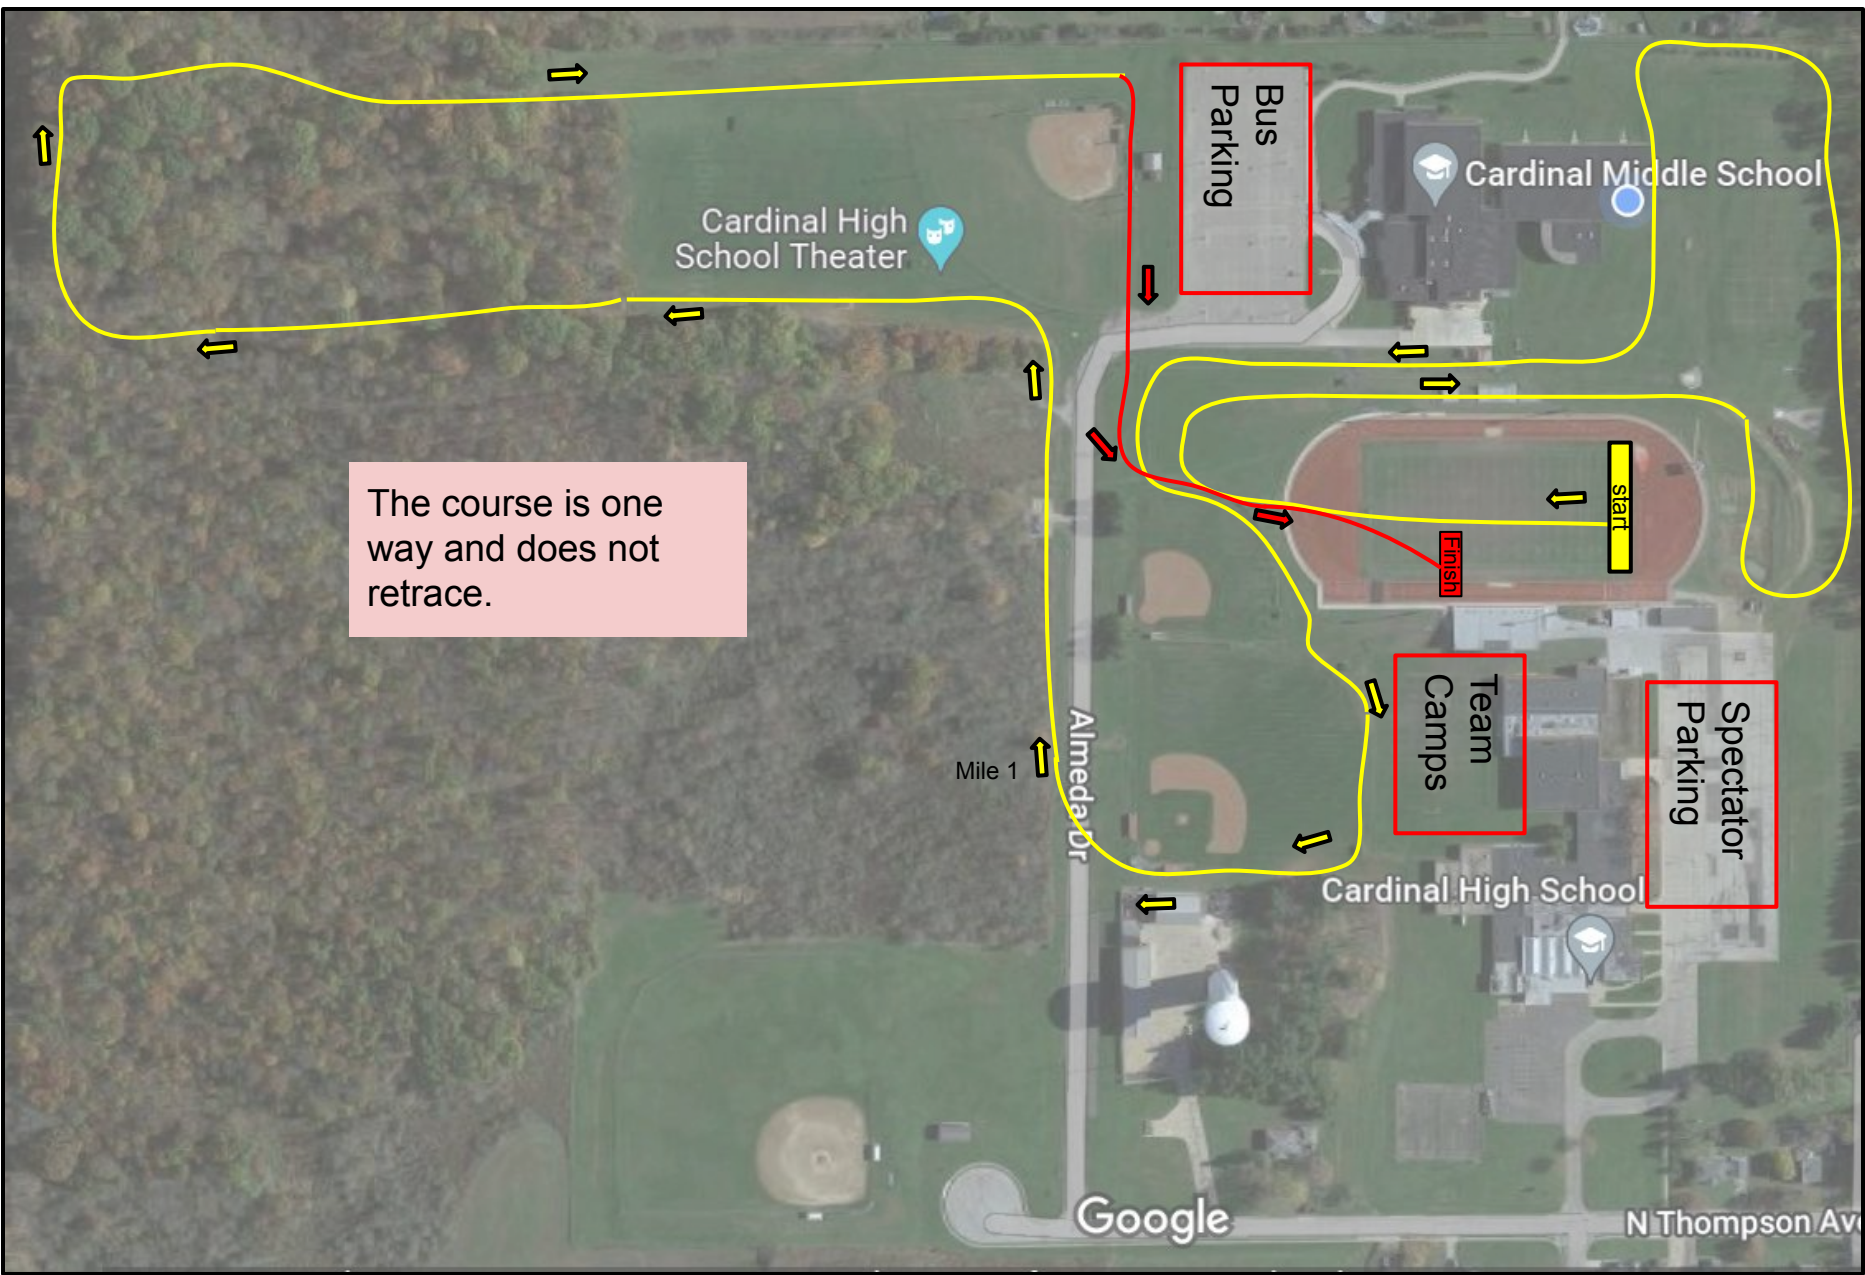 Bus
Parking
Cardinal Middle School
Cardinal High
School Theater
The course is one
way and does not
retrace.
start
Finish
Team
Camps
Spectator
Parking
Mile 1
Almeda Dr
Cardinal High School
Google
N Thompson Ave